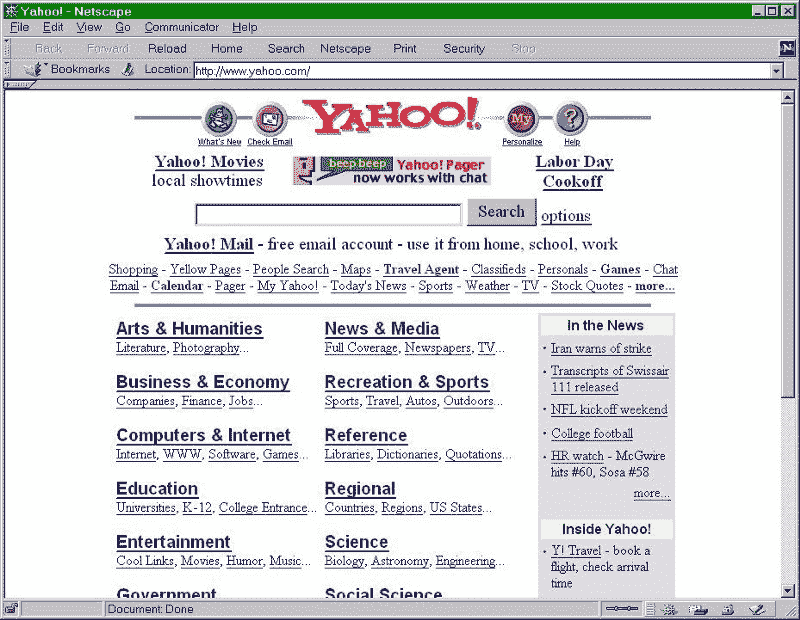 Yahoo! - Netscape
File Edit View Go Communicator Help
Back Forward Reload Home Search Netscape Print Security Stop
Bookmarks Location: http://www.yahoo.com/
YAHOO! My ?
What's New Check Email Personalize Help
Yahoo! Movies
local showtimes
beep beep Yahoo! Pager
now works with chat
Labor Day
Cookoff
Search options
Yahoo! Mail - free email account - use it from home, school, work
Shopping - Yellow Pages - People Search - Maps - Travel Agent - Classifieds - Personals - Games - Chat
Email - Calendar - Pager - My Yahoo! - Today's News - Sports - Weather - TV - Stock Quotes - more...
Arts & Humanities
Literature, Photography...
News & Media
Full Coverage, Newspapers, TV...
Business & Economy
Companies, Finance, Jobs...
Recreation & Sports
Sports, Travel, Autos, Outdoors...
Computers & Internet
Internet, WWW, Software, Games...
Reference
Libraries, Dictionaries, Quotations...
Education
Universities, K-12, College Entrance...
Regional
Countries, Regions, US States...
Entertainment
Cool Links, Movies, Humor, Music...
Science
Biology, Astronomy, Engineering...
Government
Social Science
In the News
· Iran warns of strike
· Transcripts of Swissair
111 released
· NFL kickoff weekend
· College football
· HR watch - McGwire
hits #60, Sosa #58
more...
Inside Yahoo!
· Y! Travel - book a
flight, check arrival
time
Document: Done